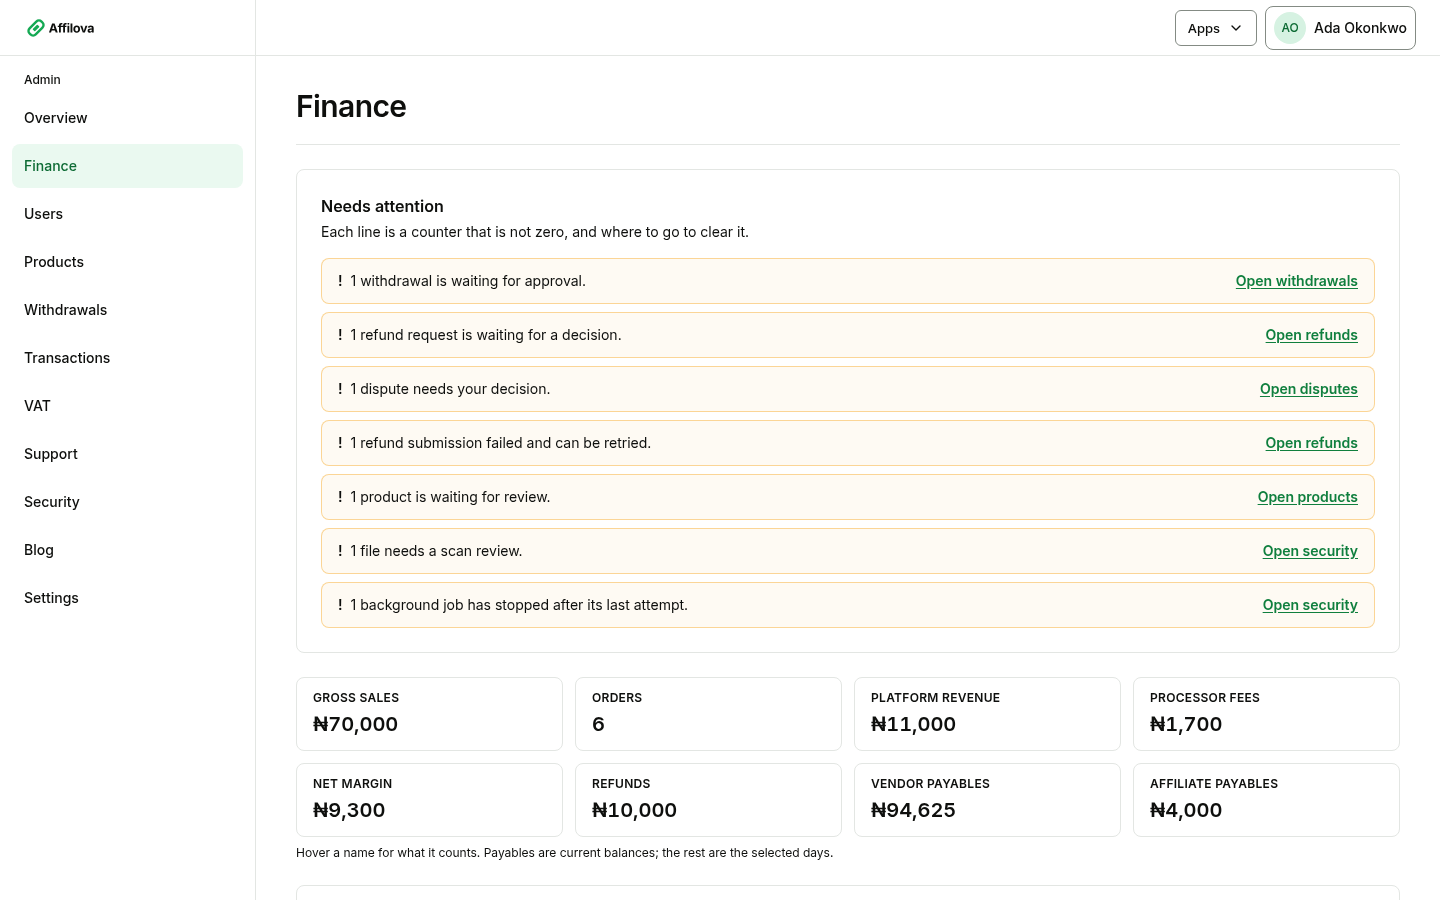 Affilova
Apps
AO
Ada Okonkwo
Admin
Overview
Finance
Users
Products
Withdrawals
Transactions
VAT
Support
Security
Blog
Settings
Finance
Needs attention
Each line is a counter that is not zero, and where to go to clear it.
! 1 withdrawal is waiting for approval. Open withdrawals
! 1 refund request is waiting for a decision. Open refunds
! 1 dispute needs your decision. Open disputes
! 1 refund submission failed and can be retried. Open refunds
! 1 product is waiting for review. Open products
! 1 file needs a scan review. Open security
! 1 background job has stopped after its last attempt. Open security
GROSS SALES
₦70,000
ORDERS
6
PLATFORM REVENUE
₦11,000
PROCESSOR FEES
₦1,700
NET MARGIN
₦9,300
REFUNDS
₦10,000
VENDOR PAYABLES
₦94,625
AFFILIATE PAYABLES
₦4,000
Hover a name for what it counts. Payables are current balances; the rest are the selected days.